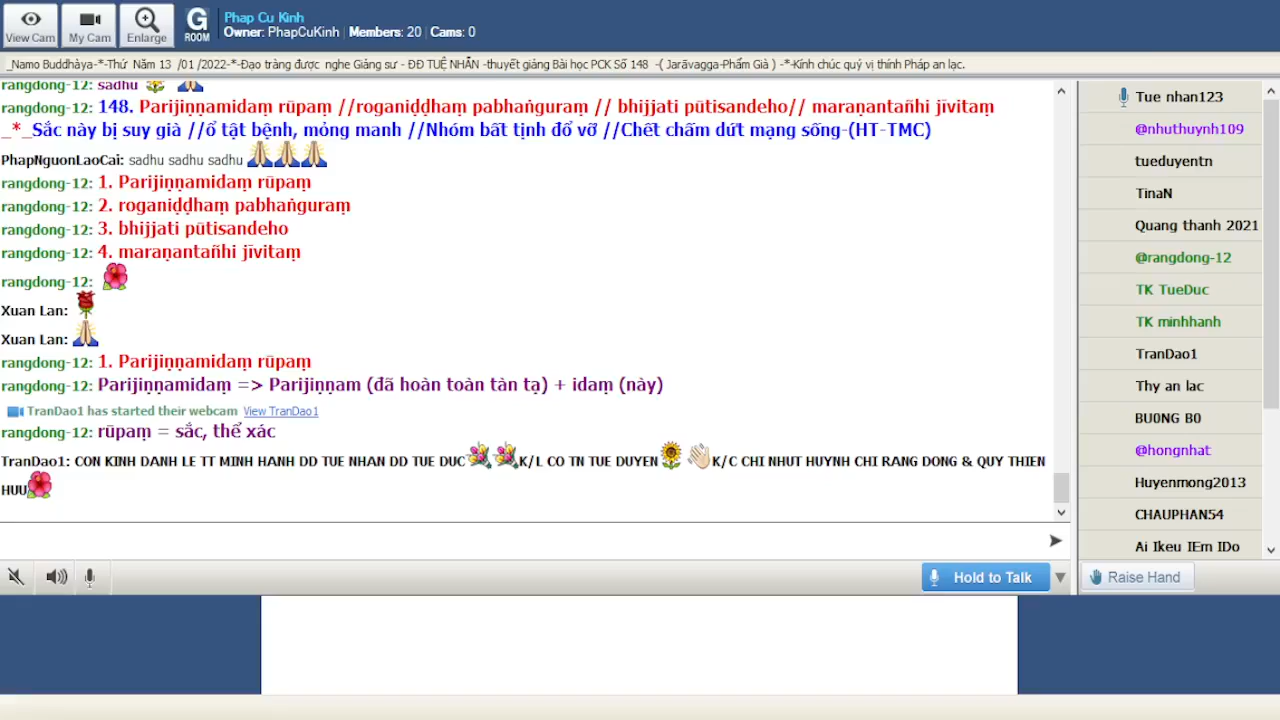 View Cam
My Cam
Enlarge
G
ROOM
Phap Cu Kinh
Owner: PhapCuKinh | Members: 20 | Cams: 0
_Namo Buddhàya-*-Thứ Năm 13 /01 /2022-*-Đạo tràng được nghe Giảng sư - ĐĐ TUỆ NHẪN -thuyết giảng Bài học PCK Số 148 -( Jarāvagga-Phẩm Già ) -*-Kính chúc quý vị thính Pháp an lạc.
rangdong-12: sadhu
rangdong-12: 148. Parijiṇṇamidaṃ rūpaṃ //roganiḍḍhaṃ pabhaṅguraṃ // bhijjati pūtisandeho// maraṇantañhi jīvitaṃ
_*_Sắc này bị suy già //ổ tật bệnh, mỏng manh //Nhóm bất tịnh đổ vỡ //Chết chấm dứt mạng sống-(HT-TMC)
PhapNguonLaoCai: sadhu sadhu sadhu
rangdong-12: 1. Parijiṇṇamidaṃ rūpaṃ
rangdong-12: 2. roganiḍḍhaṃ pabhaṅguraṃ
rangdong-12: 3. bhijjati pūtisandeho
rangdong-12: 4. maraṇantañhi jīvitaṃ
rangdong-12:
Xuan Lan:
Xuan Lan:
rangdong-12: 1. Parijiṇṇamidaṃ rūpaṃ
rangdong-12: Parijiṇṇamidaṃ => Parijiṇṇam (đã hoàn toàn tàn tạ) + idaṃ (này)
TranDao1 has started their webcam View TranDao1
rangdong-12: rūpaṃ = sắc, thể xác
TranDao1: CON KINH DANH LE TT MINH HANH DD TUE NHAN DD TUE DUC K/L CO TN TUE DUYEN K/C CHI NHUT HUYNH CHI RANG DONG & QUY THIEN
HUU
Hold to Talk
Tue nhan123
@nhuthuynh109
tueduyentn
TinaN
Quang thanh 2021
@rangdong-12
TK TueDuc
TK minhhanh
TranDao1
Thy an lac
BU0NG B0
@hongnhat
Huyenmong2013
CHAUPHAN54
Ai Ikeu IEm IDo
Raise Hand